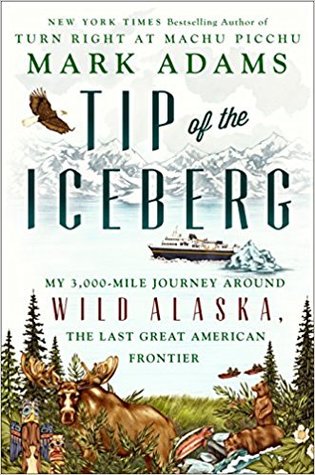 NEW YORK TIMES Bestselling Author of
TURN RIGHT AT MACHU PICCHU
MARK ADAMS
TIP of the
ICEBERG
MY 3,000-MILE JOURNEY AROUND
WILD ALASKA,
THE LAST GREAT AMERICAN
FRONTIER